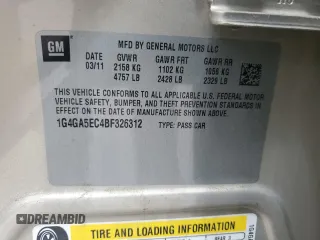 GM
MFD BY GENERAL MOTORS LLC
DATE GVWR GAWR FRT GAWR RR
03/11 2158 KG 1102 KG 1056 KG
4757 LB 2428 LB 2329 LB
THIS VEHICLE CONFORMS TO ALL APPLICABLE U.S. FEDERAL MOTOR
VEHICLE SAFETY, BUMPER, AND THEFT PREVENTION STANDARDS IN
EFFECT ON THE DATE OF MANUFACTURE SHOWN ABOVE.
1G4GA5EC4BF326312 TYPE: PASS CAR
TIRE AND LOADING INFORMATION
REAR
DREAMBID